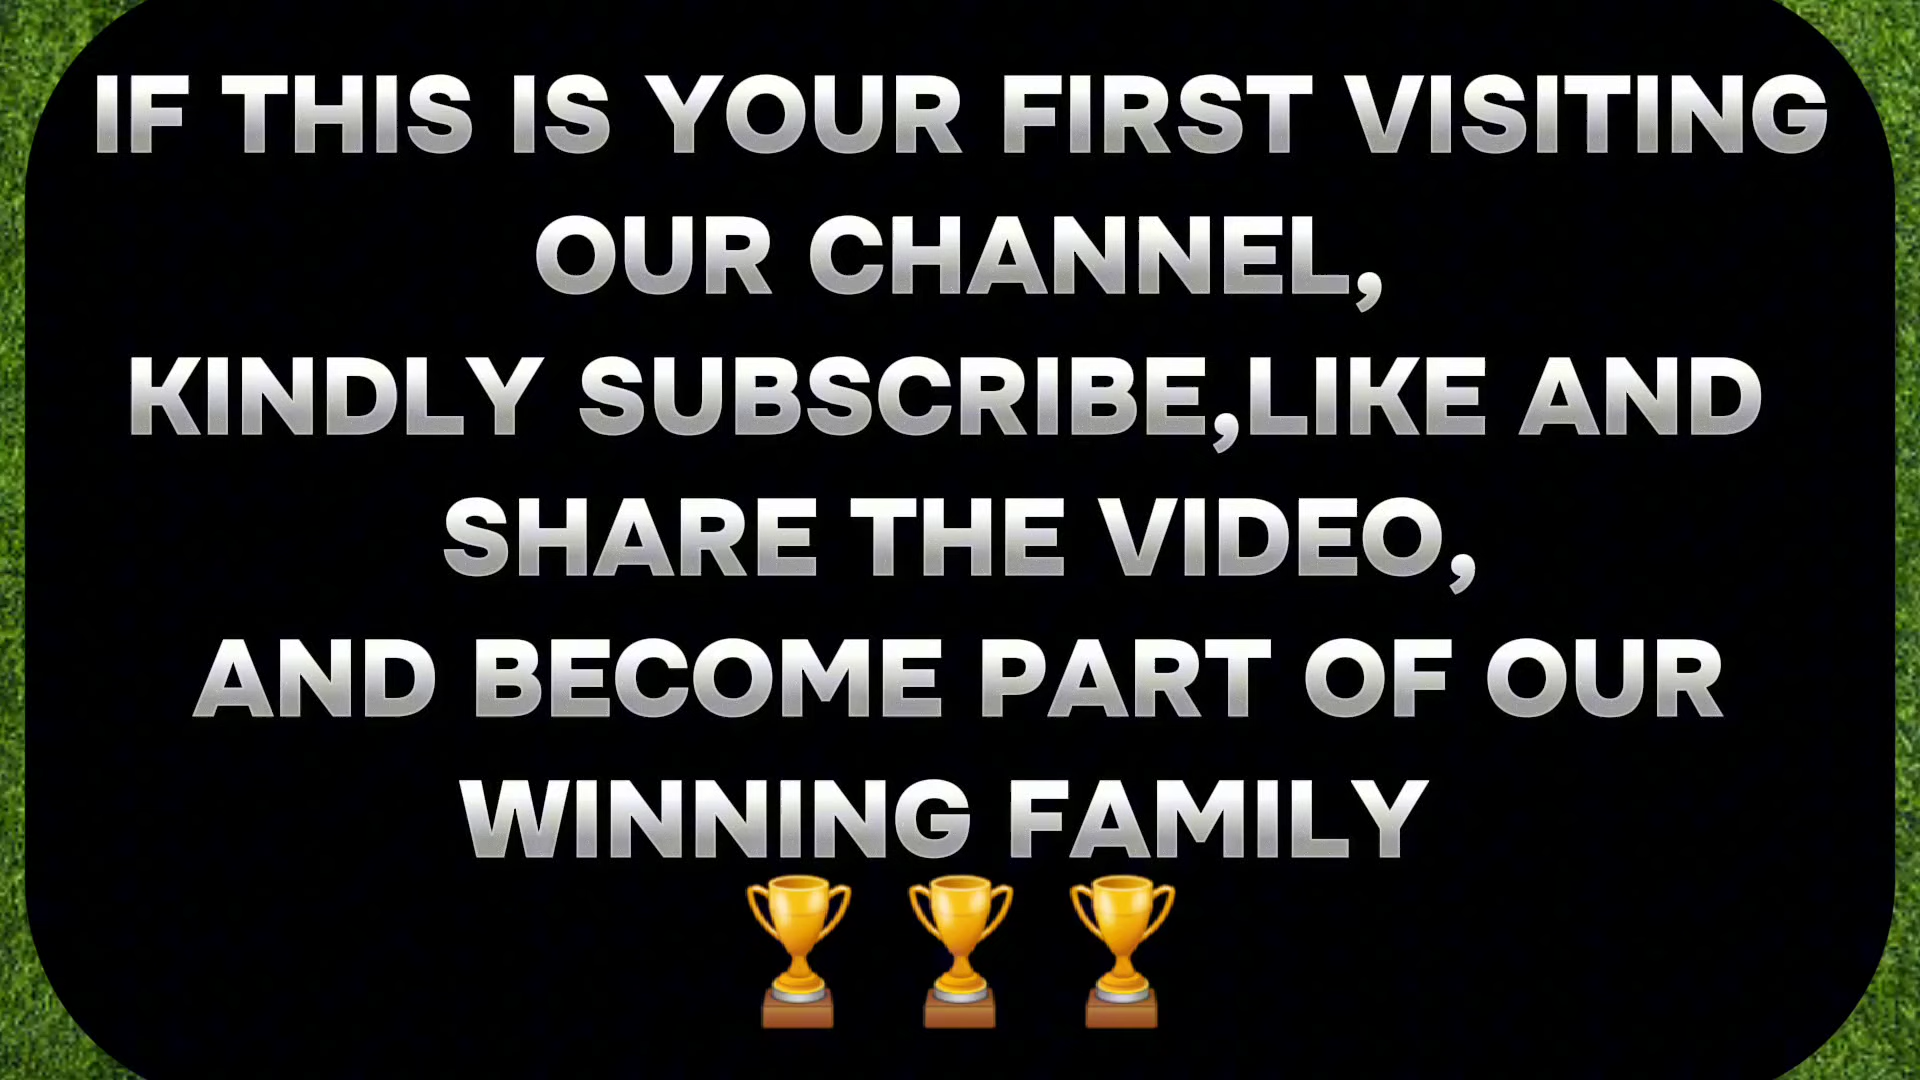 IF THIS IS YOUR FIRST VISITING
OUR CHANNEL,
KINDLY SUBSCRIBE,LIKE AND
SHARE THE VIDEO,
AND BECOME PART OF OUR
WINNING FAMILY
🏆 🏆 🏆